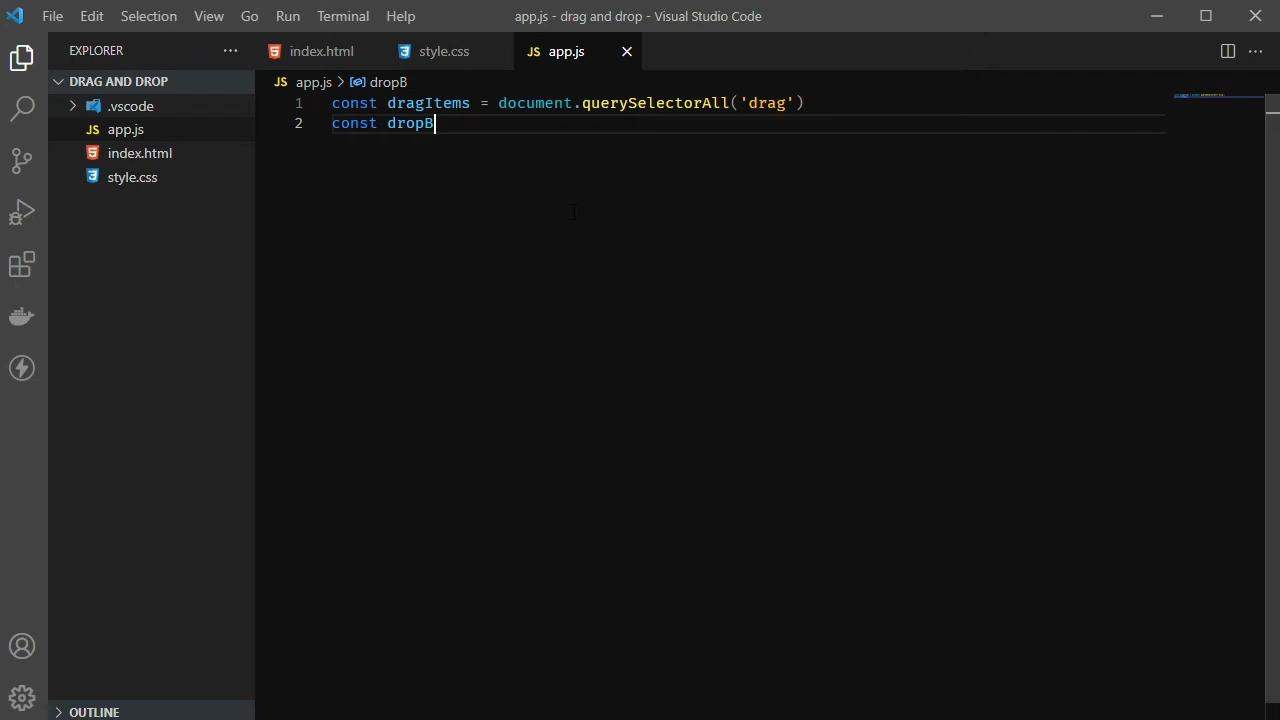 File Edit Selection View Go Run Terminal Help
app.js - drag and drop - Visual Studio Code
EXPLORER
DRAG AND DROP
.vscode
JS app.js
index.html
style.css
OUTLINE
index.html
style.css
JS app.js
JS app.js > dropB
1 const dragItems = document.querySelectorAll('drag')
2 const dropB